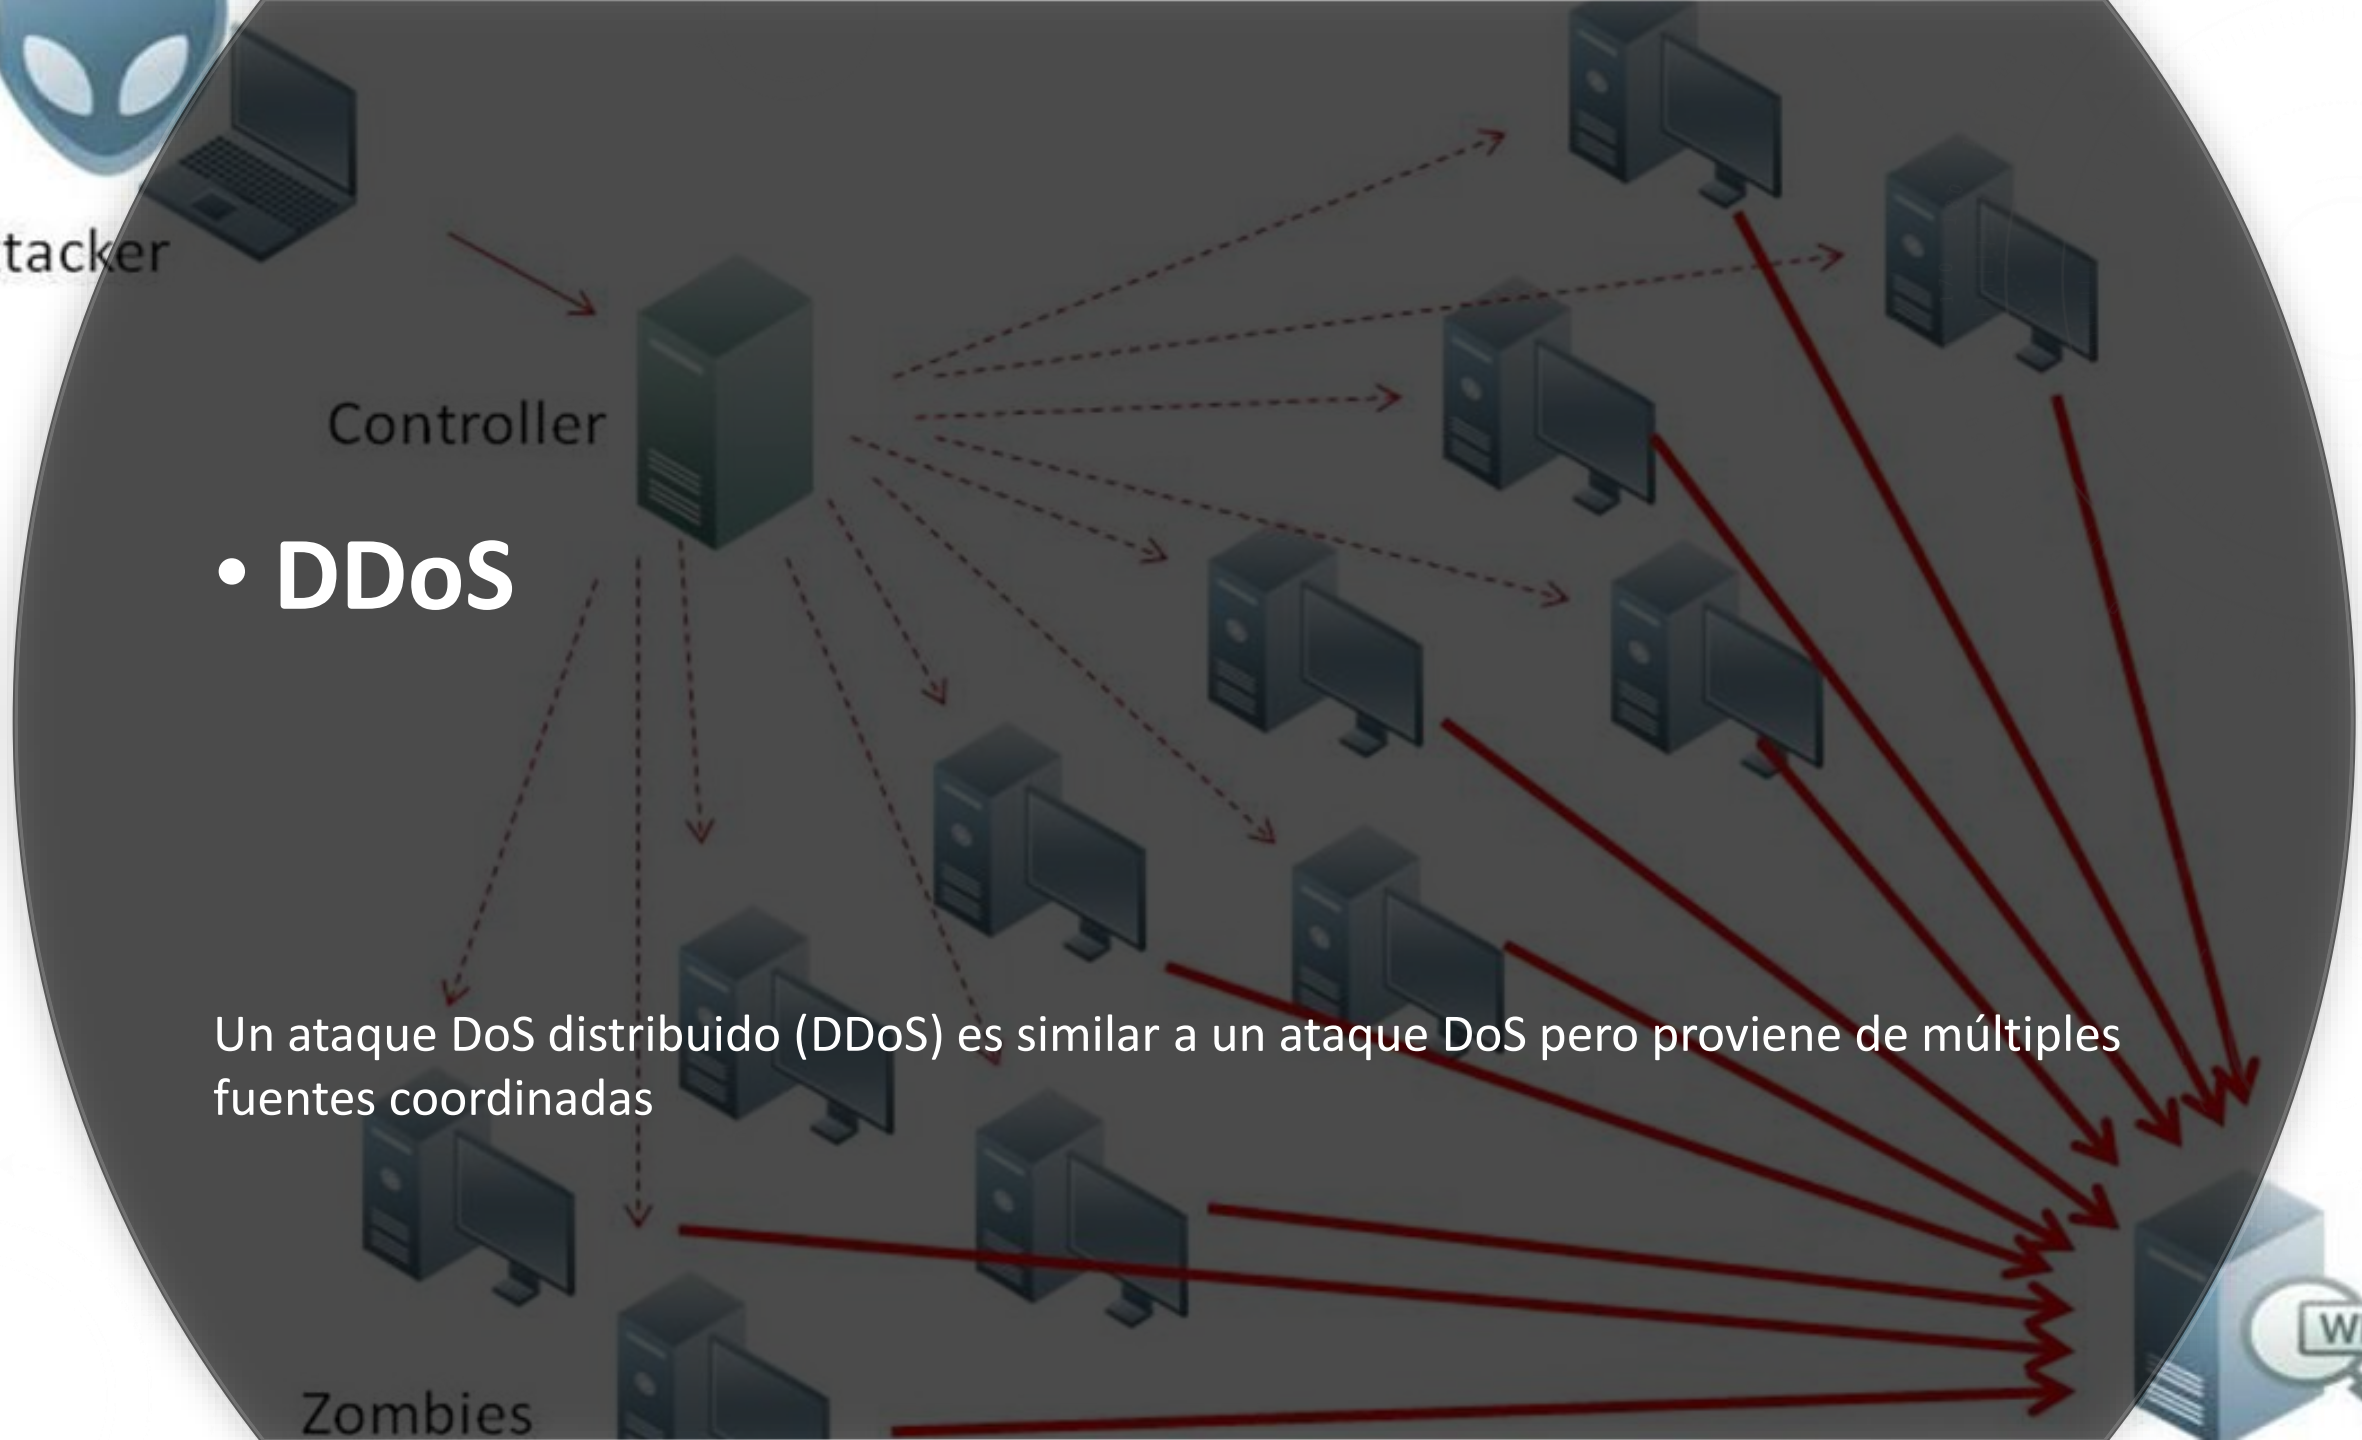 tacker
Controller
• DDoS
Un ataque DoS distribuido (DDoS) es similar a un ataque DoS pero proviene de múltiples
fuentes coordinadas
Zombies